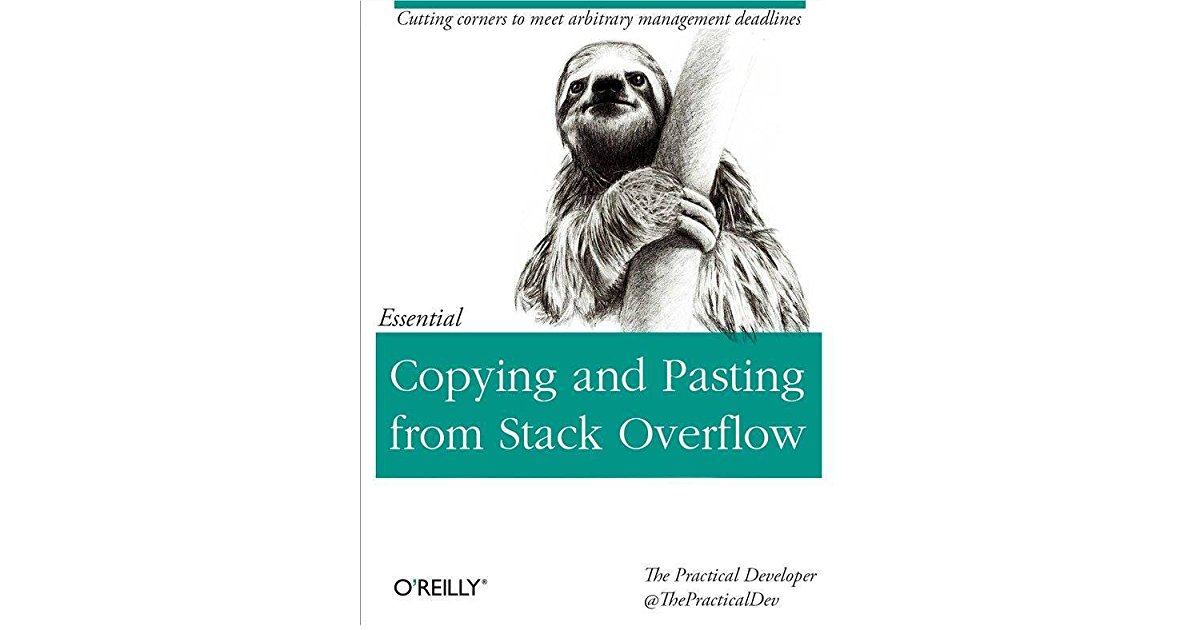 Cutting corners to meet arbitrary management deadlines
Essential
Copying and Pasting
from Stack Overflow
O'REILLY®
The Practical Developer
@ThePracticalDev